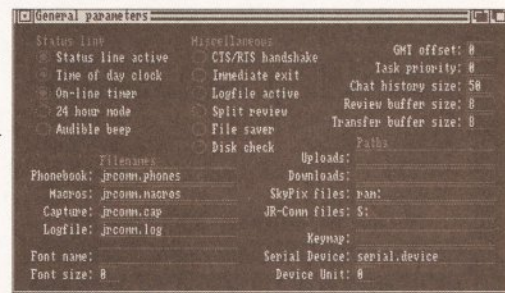 General parameters
Status line
Status line active
Time of day clock
On-line timer
24 hour mode
Audible beep
Miscellaneous
CTS/RTS handshake
Immediate exit
Logfile active
Split review
File saver
Disk check
GMT offset: 0
Task priority: 0
Chat history size: 50
Review buffer size: 8
Transfer buffer size: 8
Filenames
Phonebook: jrcomm.phones
Macros: jrcomm.macros
Capture: jrcomm.cap
Logfile: jrcomm.log
Font name:
Font size: 0
Paths
Uploads:
Downloads:
SkyPix files: ram:
JR-Comm files: S:
Keymap:
Serial Device: serial.device
Device Unit: 0